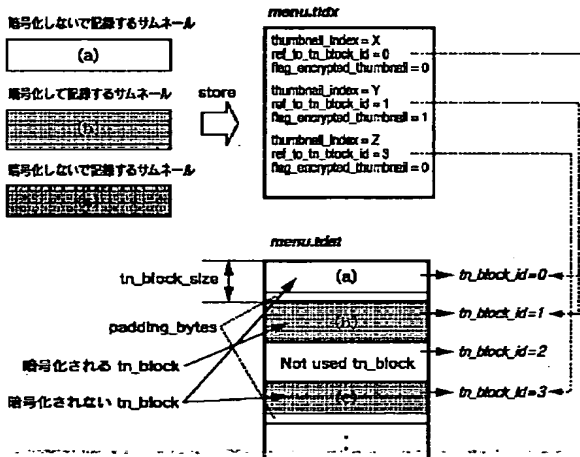 暗号化しないで記録するサムネール
(a)
暗号化して記録するサムネール
(b)
暗号化しないで記録するサムネール
store
menu.tidx
thumbnail_index = X
ref_to_tn_block_id = 0
flag_encrypted_thumbnail = 0
thumbnail_index = Y
ref_to_tn_block_id = 1
flag_encrypted_thumbnail = 1
thumbnail_index = Z
ref_to_tn_block_id = 3
flag_encrypted_thumbnail = 0
menu.tdat
tn_block_size
(a)
tn_block_id=0
padding_bytes
(b)
tn_block_id=1
暗号化される tn_block
Not used tn_block
tn_block_id=2
暗号化されない tn_block
(c)
tn_block_id=3